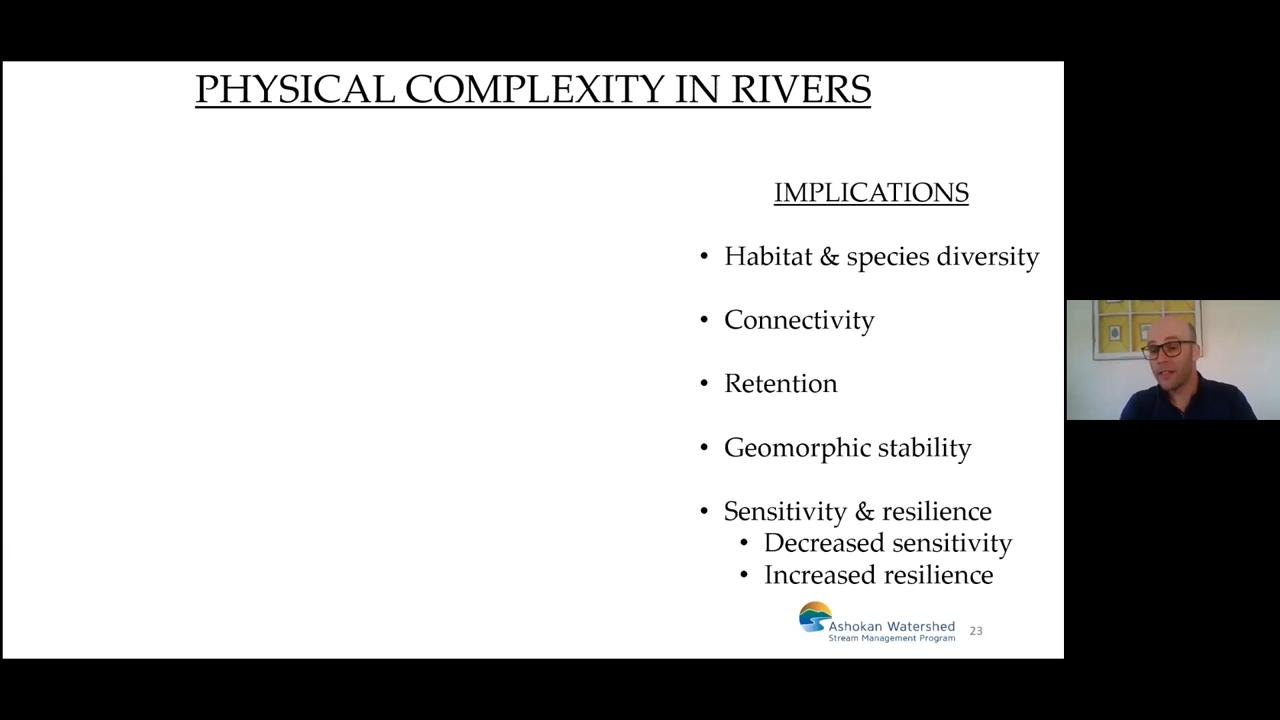 PHYSICAL COMPLEXITY IN RIVERS
IMPLICATIONS
• Habitat & species diversity
• Connectivity
• Retention
• Geomorphic stability
• Sensitivity & resilience
• Decreased sensitivity
• Increased resilience
Ashokan Watershed
Stream Management Program
23